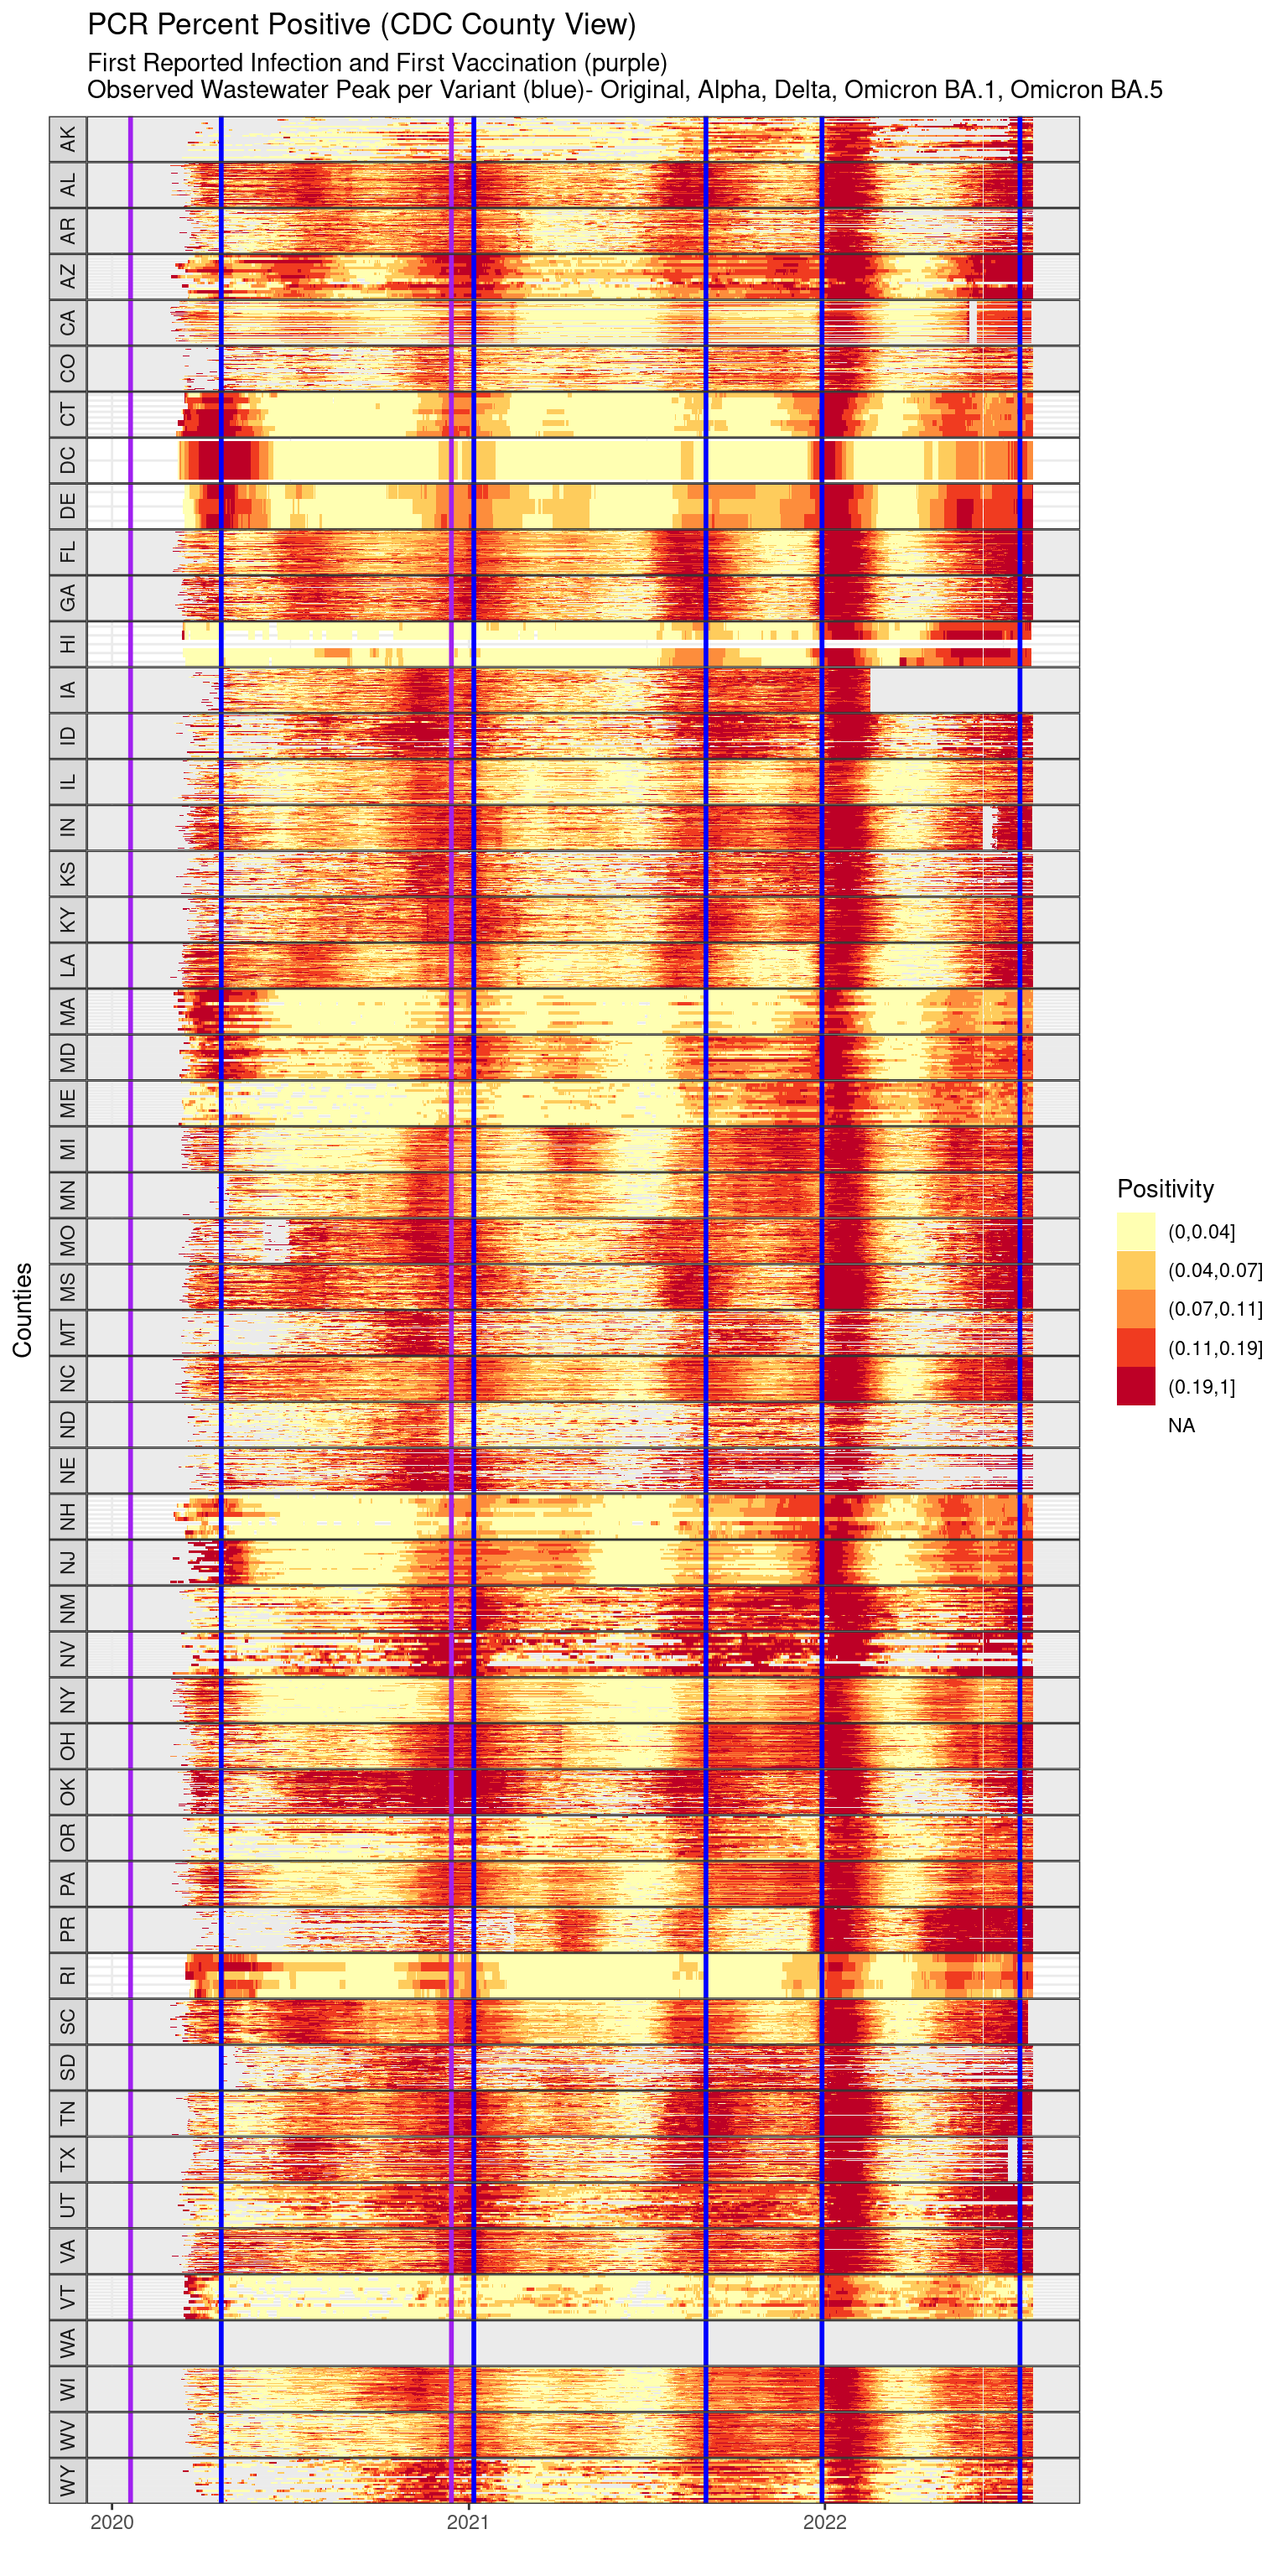 PCR Percent Positive (CDC County View)
First Reported Infection and First Vaccination (purple)
Observed Wastewater Peak per Variant (blue)- Original, Alpha, Delta, Omicron BA.1, Omicron BA.5
AK
AL
AR
AZ
CA
CO
CT
DC
DE
FL
GA
HI
IA
ID
IL
IN
KS
KY
LA
MA
MD
ME
MI
MN
MO
MS
MT
NC
ND
NE
NH
NJ
NM
NV
NY
OH
OK
OR
PA
PR
RI
SC
SD
TN
TX
UT
VA
VT
WA
WI
WV
WY
Counties
2020
2021
2022
Positivity
(0,0.04]
(0.04,0.07]
(0.07,0.11]
(0.11,0.19]
(0.19,1]
NA